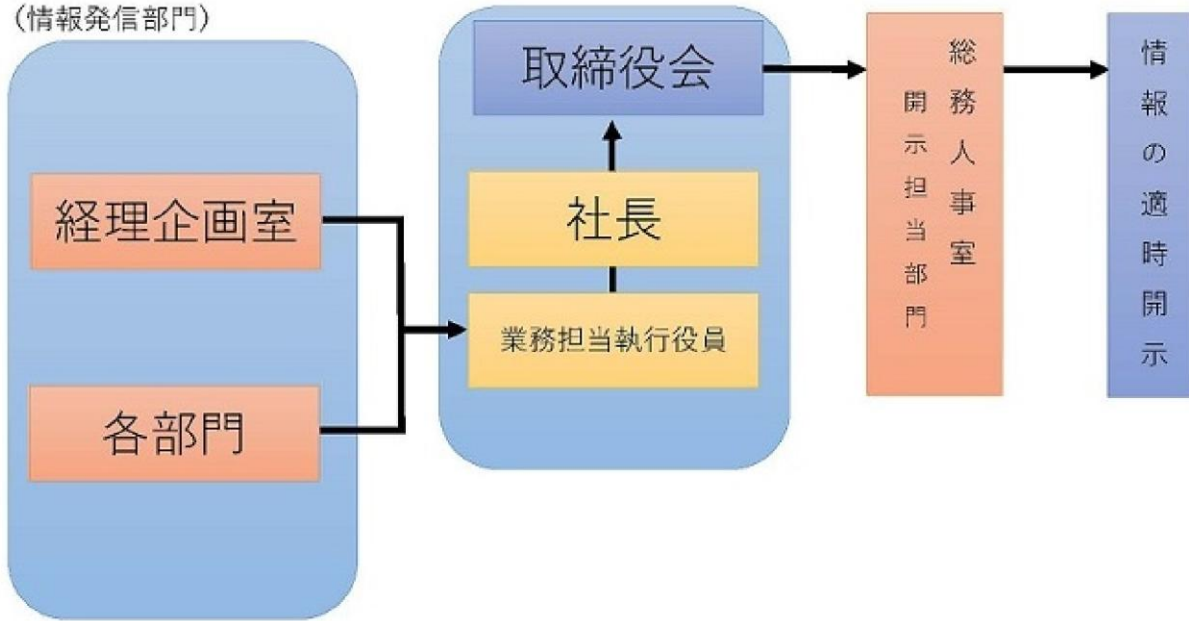 (情報発信部門)
経理企画室
各部門
取締役会
社長
業務担当執行役員
総務人事室
開示担当部門
情報の適時開示